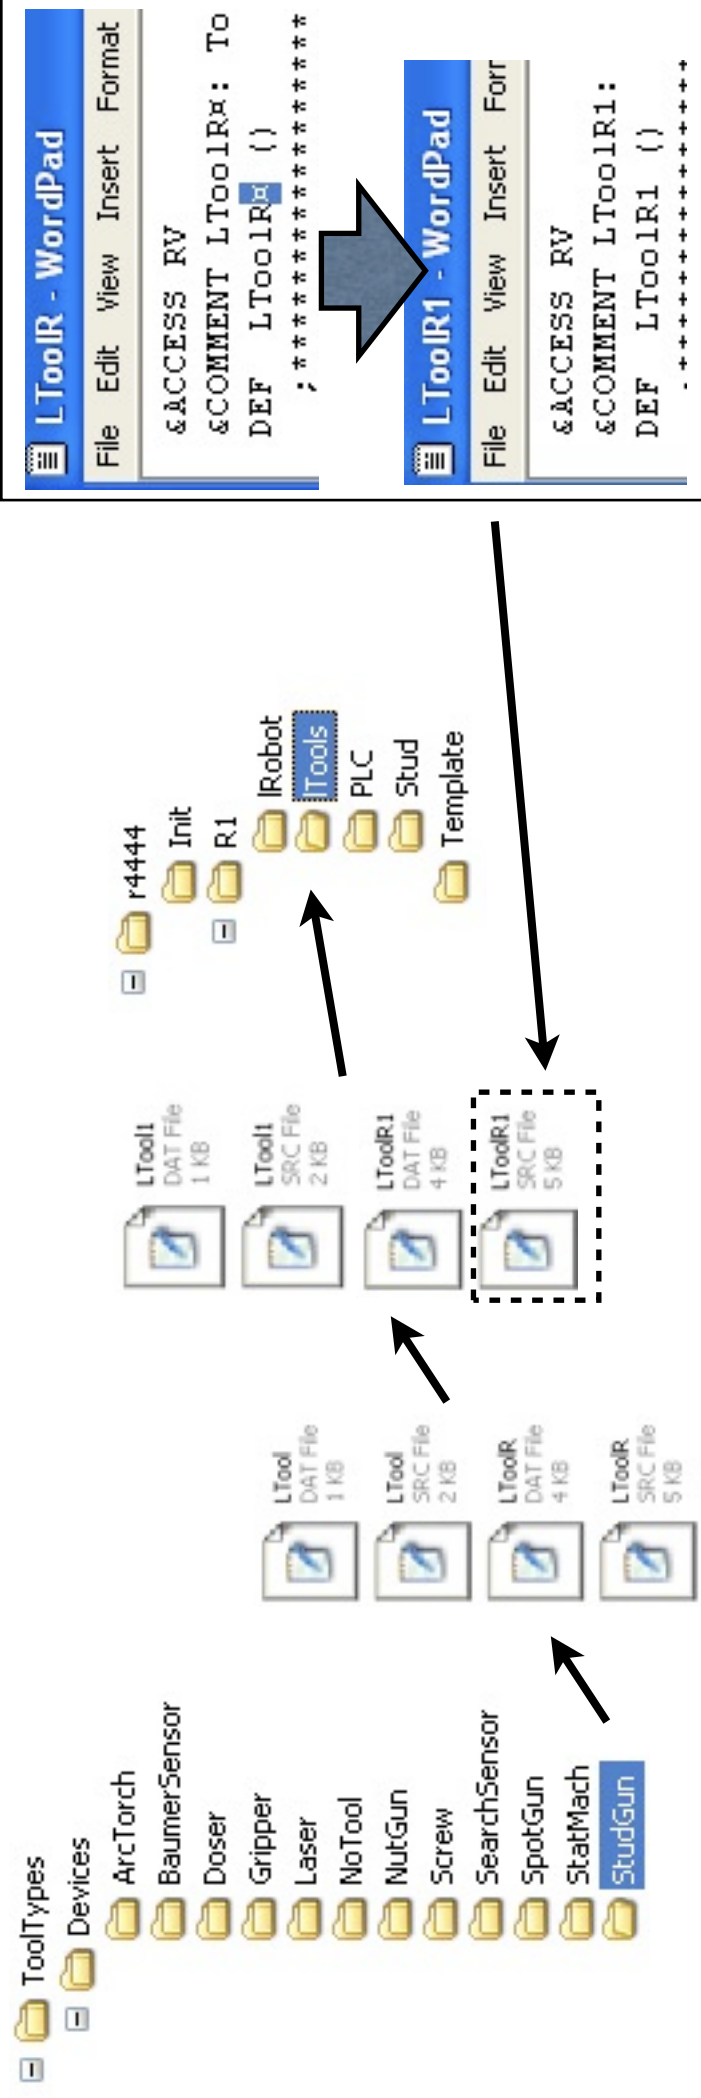 ToolTypes
Devices
ArcTorch
BaumerSensor
Doser
Gripper
Laser
NoTool
NutGun
Screw
SearchSensor
SpotGun
StatMach
StudGun
LTool
DAT File
1 KB
LTool
SRC File
2 KB
LToolR
DAT File
4 KB
LToolR
SRC File
5 KB
LTool1
DAT File
1 KB
LTool1
SRC File
2 KB
LToolR1
DAT File
4 KB
LToolR1
SRC File
5 KB
r4444
Init
R1
lRobot
lTools
PLC
Stud
Template
LToolR - WordPad
File Edit View Insert Format
&ACCESS RV
&COMMENT LToolR¤: To
DEF LToolR¤ ()
;*******************
LToolR1 - WordPad
File Edit View Insert Forr
&ACCESS RV
&COMMENT LToolR1:
DEF LToolR1 ()